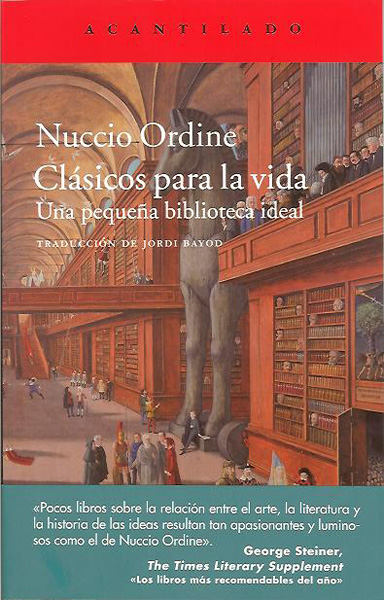 ACANTILADO
Nuccio Ordine
Clásicos para la vida
Una pequeña biblioteca ideal
TRADUCCIÓN DE JORDI BAYOD
«Pocos libros sobre la relación entre el arte, la literatura y
la historia de las ideas resultan tan apasionantes y lumino-
sos como el de Nuccio Ordine».
George Steiner,
The Times Literary Supplement
«Los libros más recomendables del año»